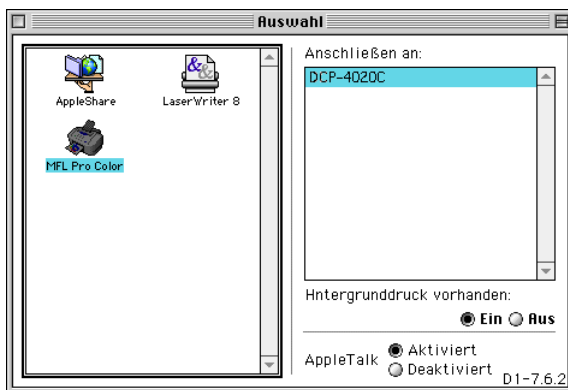 Auswahl
AppleShare
LaserWriter 8
MFL Pro Color
Anschließen an:
DCP-4020C
Hntergrunddruck vorhanden:
Ein Aus
AppleTalk
Aktiviert
Deaktiviert
D1-7.6.2